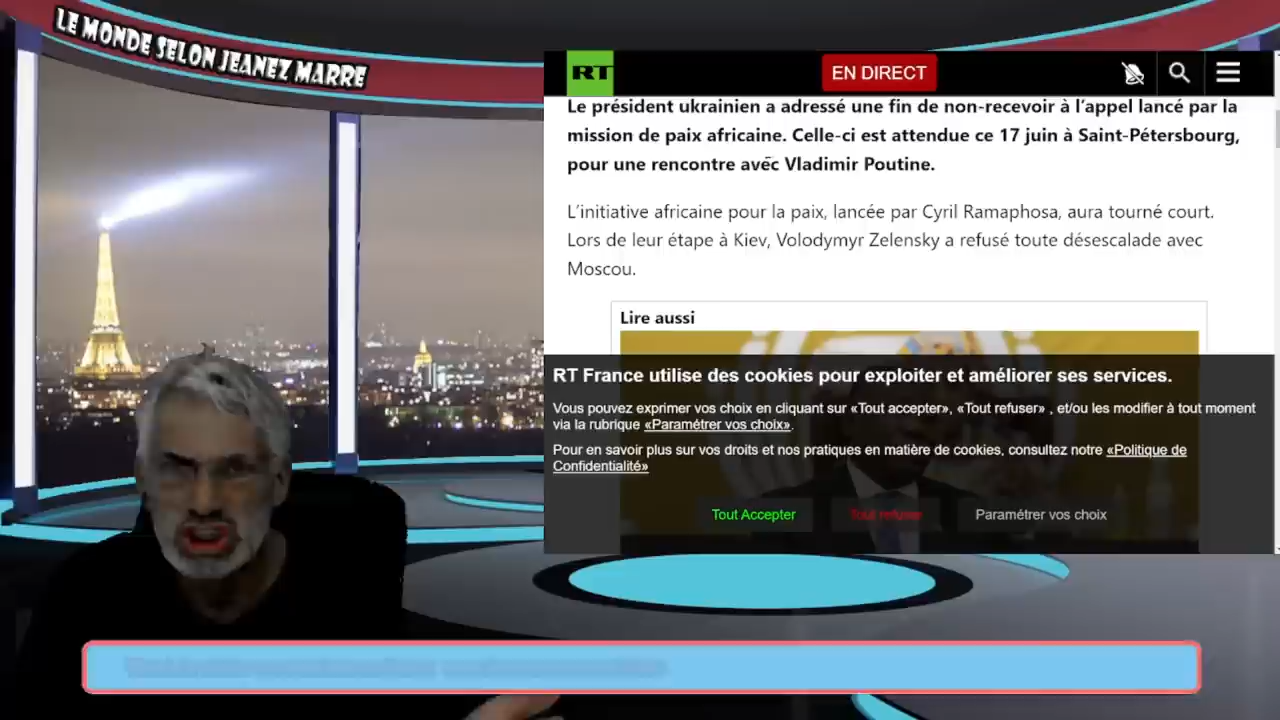 LE MONDE SELON JEANEZ MARRE
RT
EN DIRECT
Le président ukrainien a adressé une fin de non-recevoir à l'appel lancé par la
mission de paix africaine. Celle-ci est attendue ce 17 juin à Saint-Pétersbourg,
pour une rencontre avec Vladimir Poutine.
L'initiative africaine pour la paix, lancée par Cyril Ramaphosa, aura tourné court.
Lors de leur étape à Kiev, Volodymyr Zelensky a refusé toute désescalade avec
Moscou.
Lire aussi
RT France utilise des cookies pour exploiter et améliorer ses services.
Vous pouvez exprimer vos choix en cliquant sur «Tout accepter», «Tout refuser» , et/ou les modifier à tout moment
via la rubrique «Paramétrer vos choix».
Pour en savoir plus sur vos droits et nos pratiques en matière de cookies, consultez notre «Politique de
Confidentialité»
Tout Accepter
Tout refuser
Paramétrer vos choix